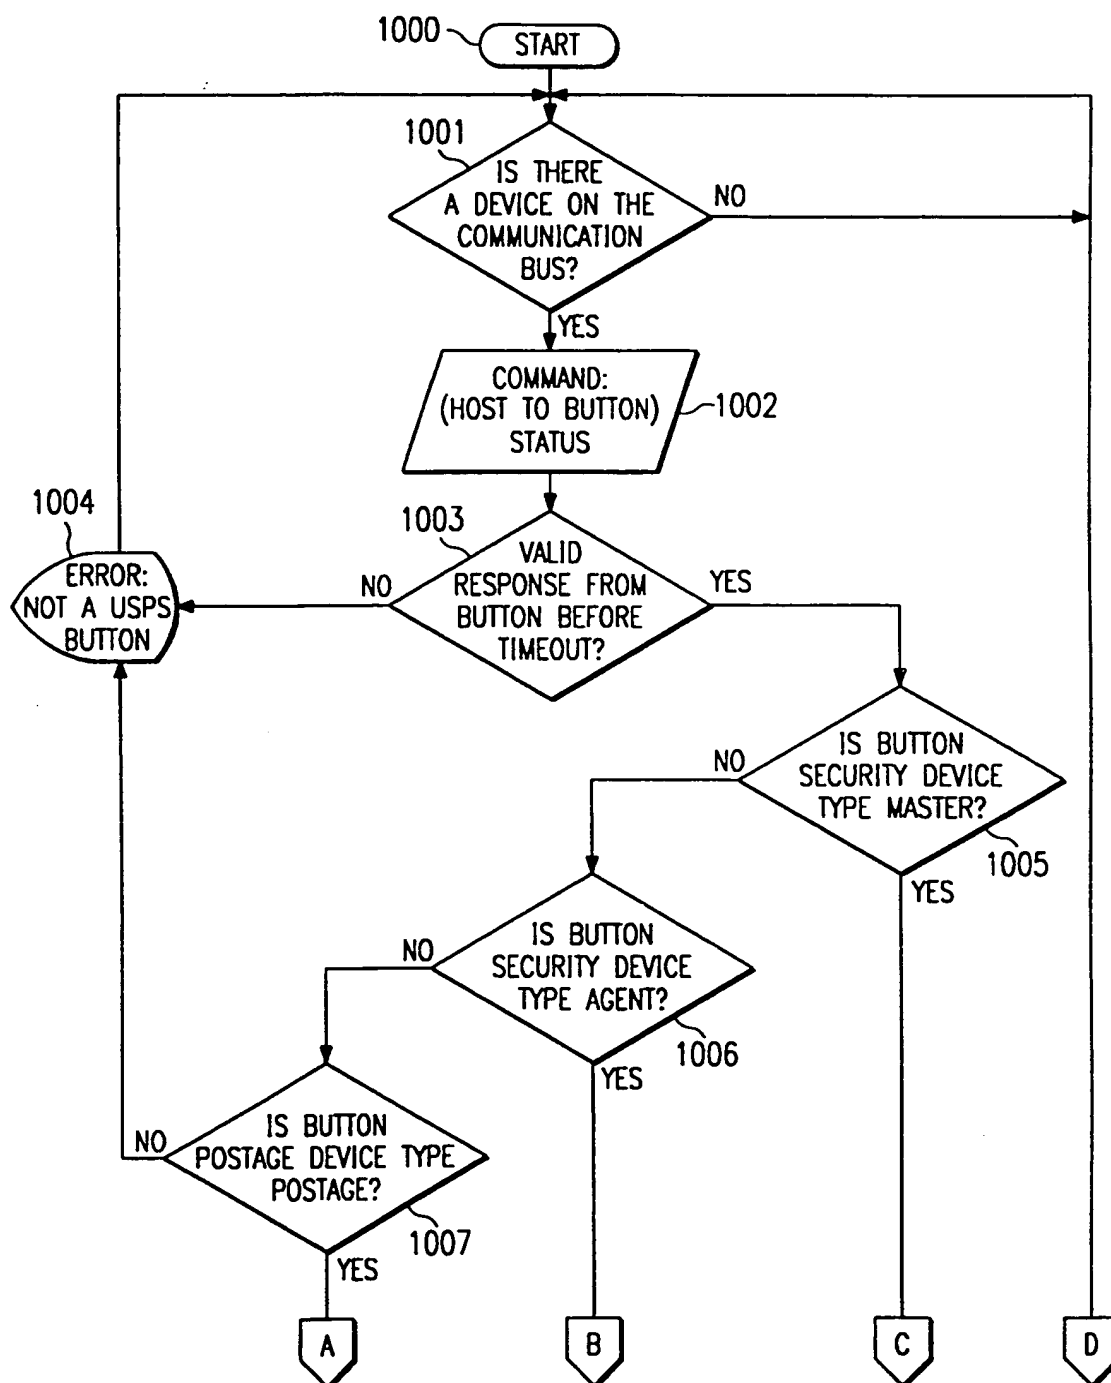 1000
START
1001
IS THERE
A DEVICE ON THE
COMMUNICATION
BUS?
NO
YES
COMMAND:
(HOST TO BUTTON)
STATUS
1002
1004
ERROR:
NOT A USPS
BUTTON
1003
NO
VALID
RESPONSE FROM
BUTTON BEFORE
TIMEOUT?
YES
NO
IS BUTTON
SECURITY DEVICE
TYPE MASTER?
1005
YES
NO
IS BUTTON
SECURITY DEVICE
TYPE AGENT?
1006
YES
NO
IS BUTTON
POSTAGE DEVICE TYPE
POSTAGE?
1007
YES
A
B
C
D